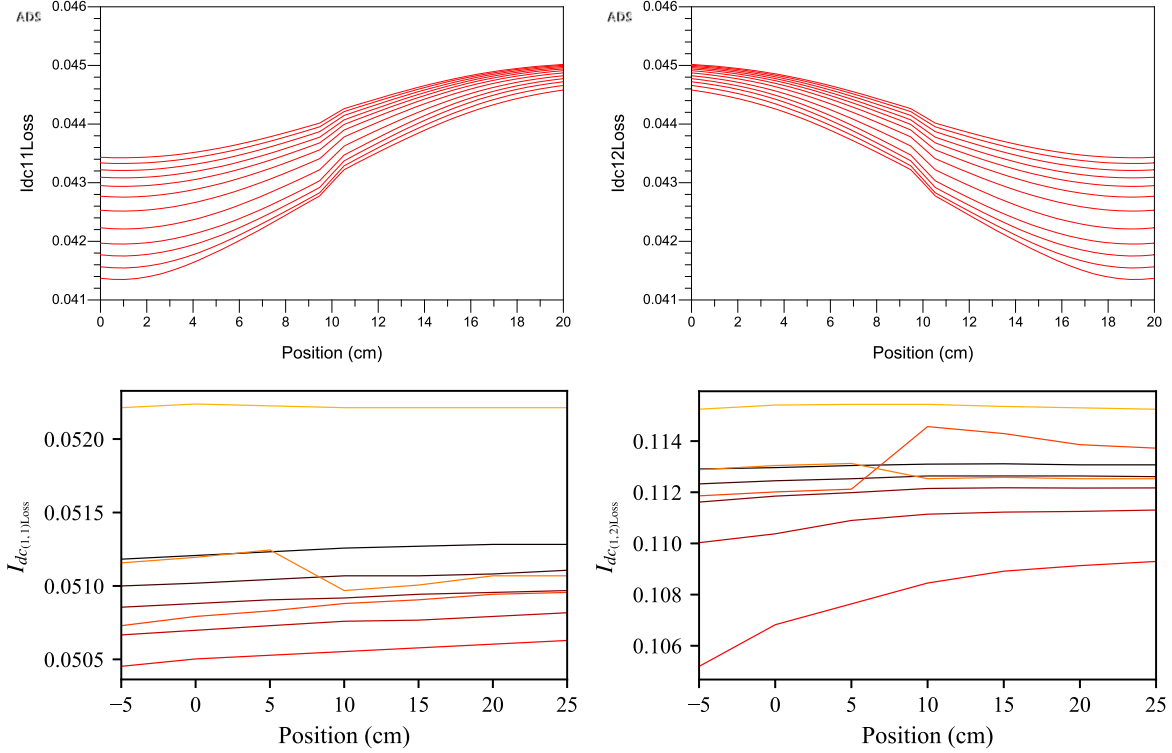 ADS
0.046
0.045
0.044
0.043
0.042
0.041
Idc11Loss
0 2 4 6 8 10 12 14 16 18 20
Position (cm)
ADS
0.046
0.045
0.044
0.043
0.042
0.041
Idc12Loss
0 2 4 6 8 10 12 14 16 18 20
Position (cm)
0.0520
0.0515
0.0510
0.0505
I_dc(1,1)Loss
−5 0 5 10 15 20 25
Position (cm)
0.114
0.112
0.110
0.108
0.106
I_dc(1,2)Loss
−5 0 5 10 15 20 25
Position (cm)